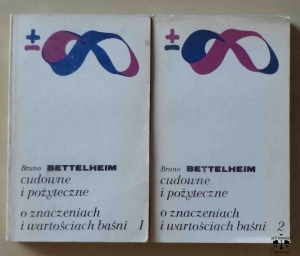 ±
Bruno BETTELHEIM
cudowne
i pożyteczne
o znaczeniach
i wartościach baśni 1
±
Bruno BETTELHEIM
cudowne
i pożyteczne
o znaczeniach
i wartościach baśni 2